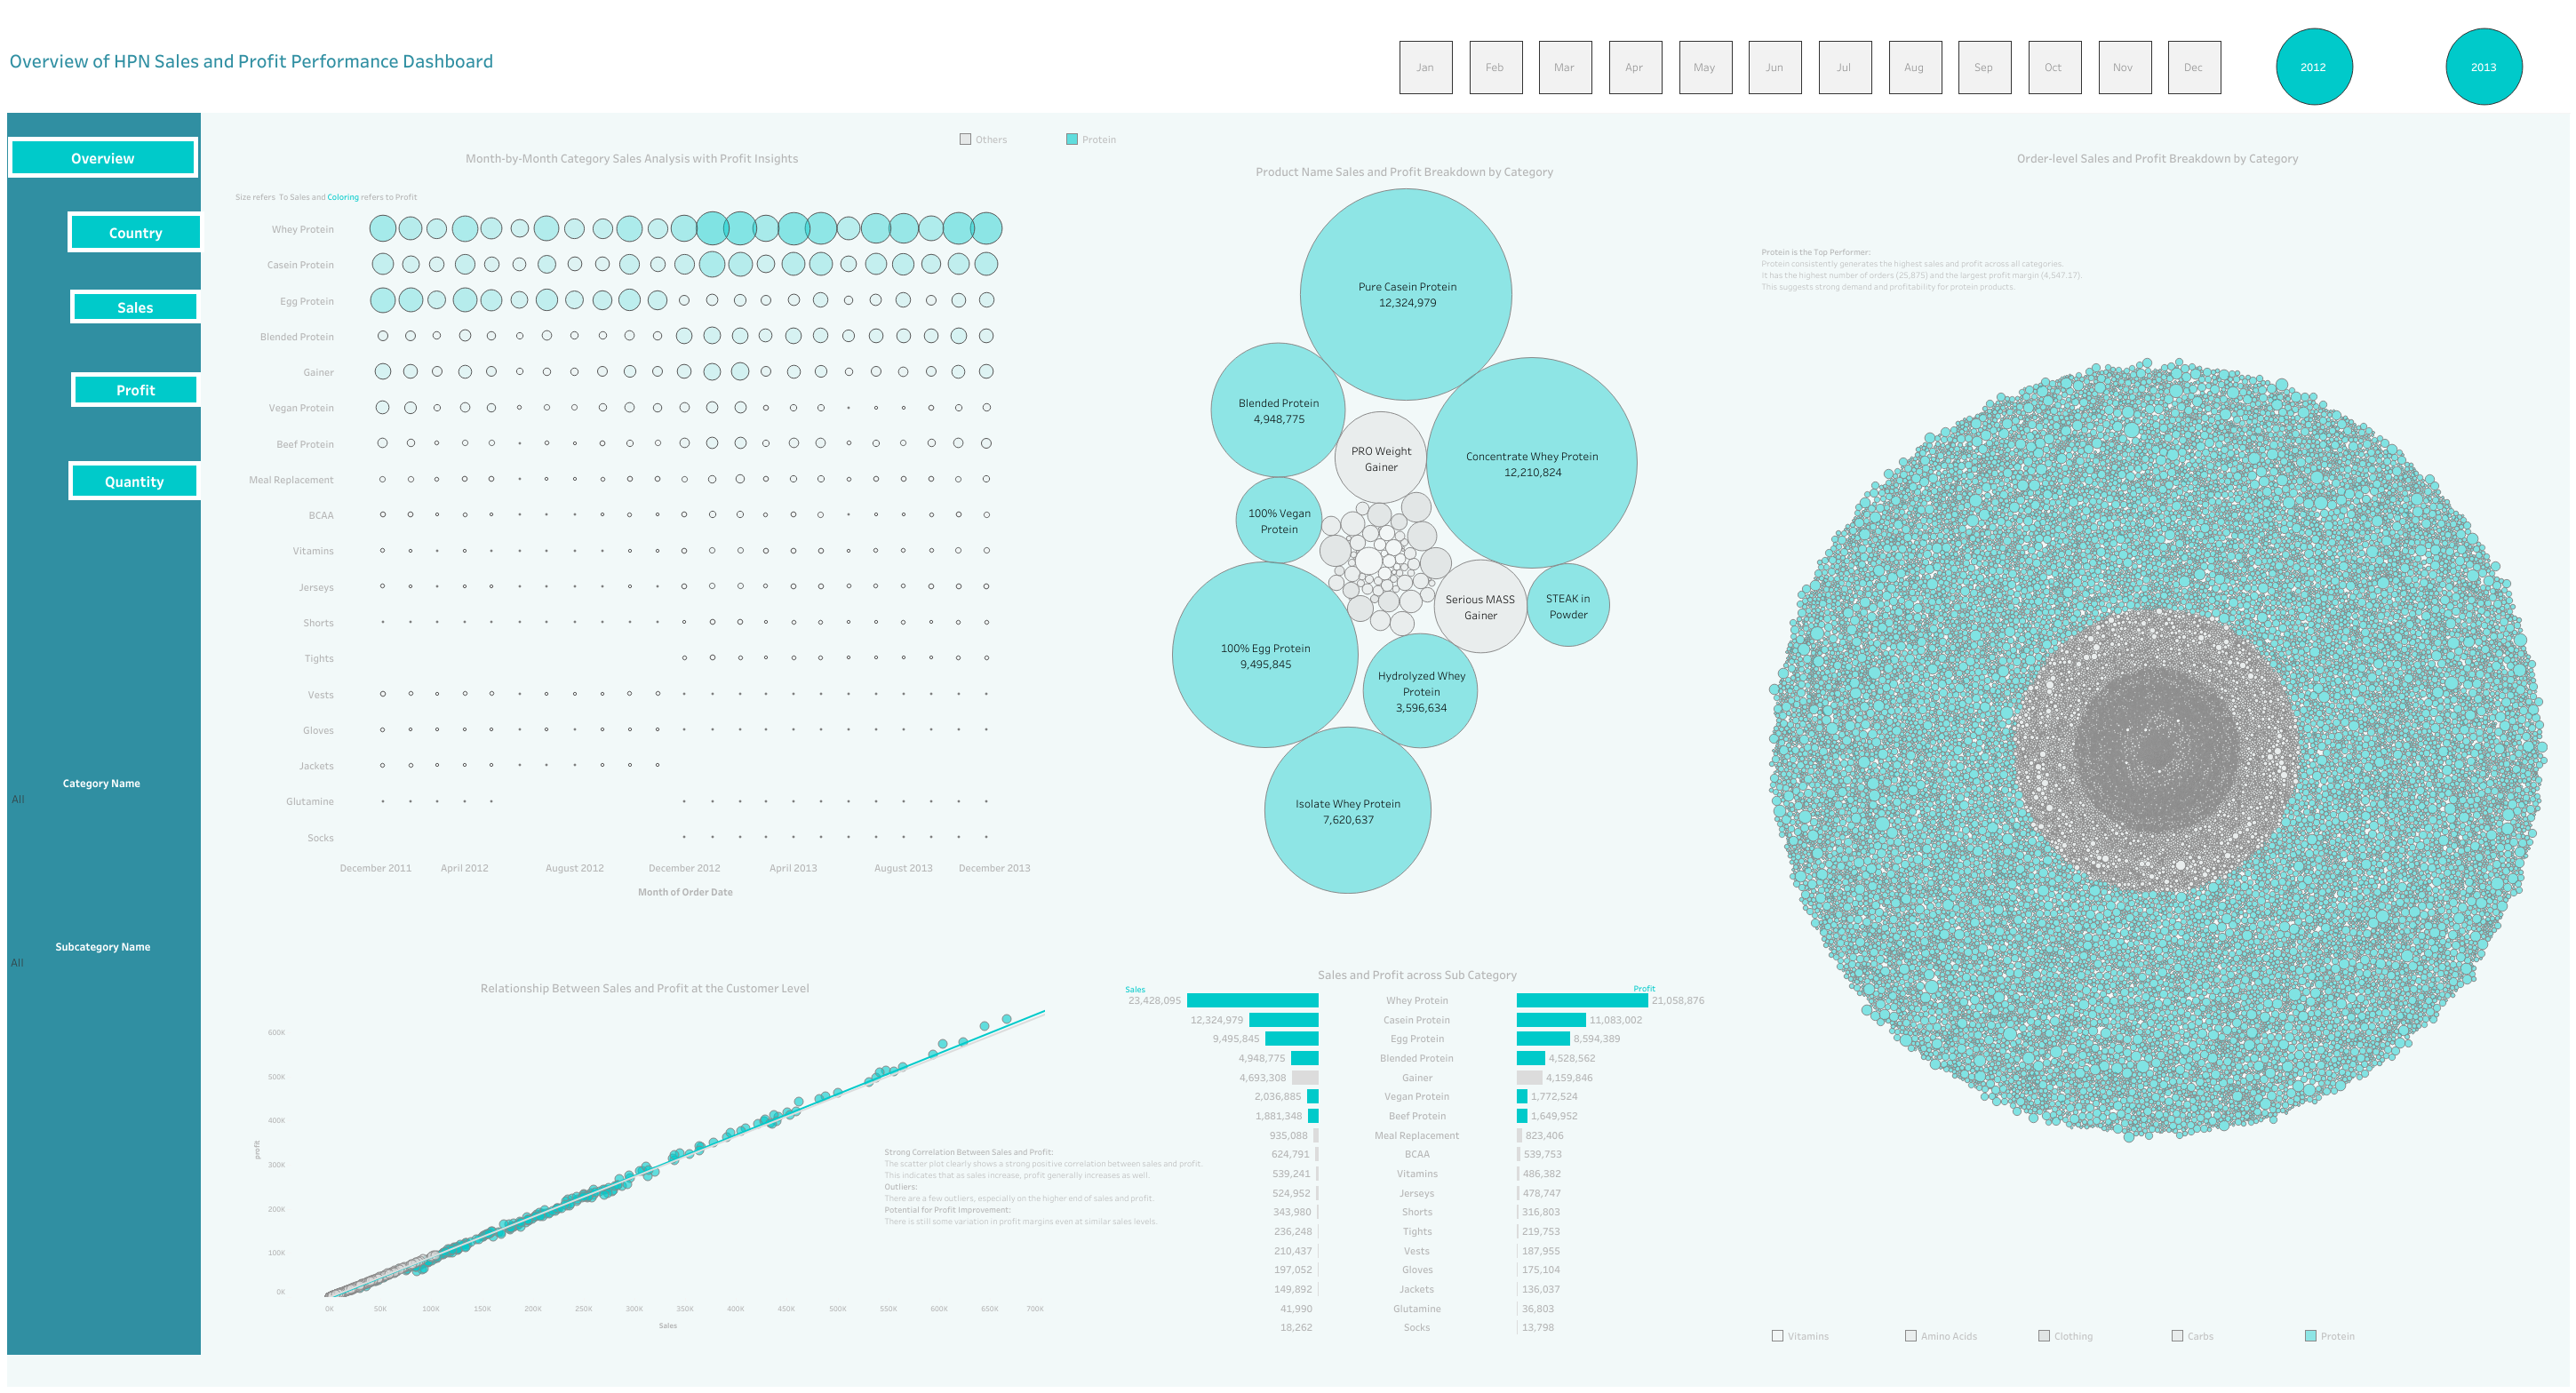 Overview of HPN Sales and Profit Performance Dashboard
Jan
Feb
Mar
Apr
May
Jun
Jul
Aug
Sep
Oct
Nov
Dec
2012
2013
Overview
Country
Sales
Profit
Quantity
Category Name
All
Subcategory Name
All
Others
Protein
Month-by-Month Category Sales Analysis with Profit Insights
Size refers To Sales and Coloring refers to Profit
Whey Protein
Casein Protein
Egg Protein
Blended Protein
Gainer
Vegan Protein
Beef Protein
Meal Replacement
BCAA
Vitamins
Jerseys
Shorts
Tights
Vests
Gloves
Jackets
Glutamine
Socks
December 2011
April 2012
August 2012
December 2012
April 2013
August 2013
December 2013
Month of Order Date
Product Name Sales and Profit Breakdown by Category
Pure Casein Protein
12,324,979
Blended Protein
4,948,775
PRO Weight
Gainer
Concentrate Whey Protein
12,210,824
100% Vegan
Protein
Serious MASS
Gainer
STEAK in
Powder
100% Egg Protein
9,495,845
Hydrolyzed Whey
Protein
3,596,634
Isolate Whey Protein
7,620,637
Order-level Sales and Profit Breakdown by Category
Protein is the Top Performer:
Protein consistently generates the highest sales and profit across all categories.
It has the highest number of orders (25,875) and the largest profit margin (4,547.17).
This suggests strong demand and profitability for protein products.
Vitamins
Amino Acids
Clothing
Carbs
Protein
Relationship Between Sales and Profit at the Customer Level
profit
600K
500K
400K
300K
200K
100K
0K
0K
50K
100K
150K
200K
250K
300K
350K
400K
450K
500K
550K
600K
650K
700K
Sales
Strong Correlation Between Sales and Profit:
The scatter plot clearly shows a strong positive correlation between sales and profit.
This indicates that as sales increase, profit generally increases as well.
Outliers:
There are a few outliers, especially on the higher end of sales and profit.
Potential for Profit Improvement:
There is still some variation in profit margins even at similar sales levels.
Sales and Profit across Sub Category
Sales
Profit
23,428,095 Whey Protein 21,058,876
12,324,979 Casein Protein 11,083,002
9,495,845 Egg Protein 8,594,389
4,948,775 Blended Protein 4,528,562
4,693,308 Gainer 4,159,846
2,036,885 Vegan Protein 1,772,524
1,881,348 Beef Protein 1,649,952
935,088 Meal Replacement 823,406
624,791 BCAA 539,753
539,241 Vitamins 486,382
524,952 Jerseys 478,747
343,980 Shorts 316,803
236,248 Tights 219,753
210,437 Vests 187,955
197,052 Gloves 175,104
149,892 Jackets 136,037
41,990 Glutamine 36,803
18,262 Socks 13,798